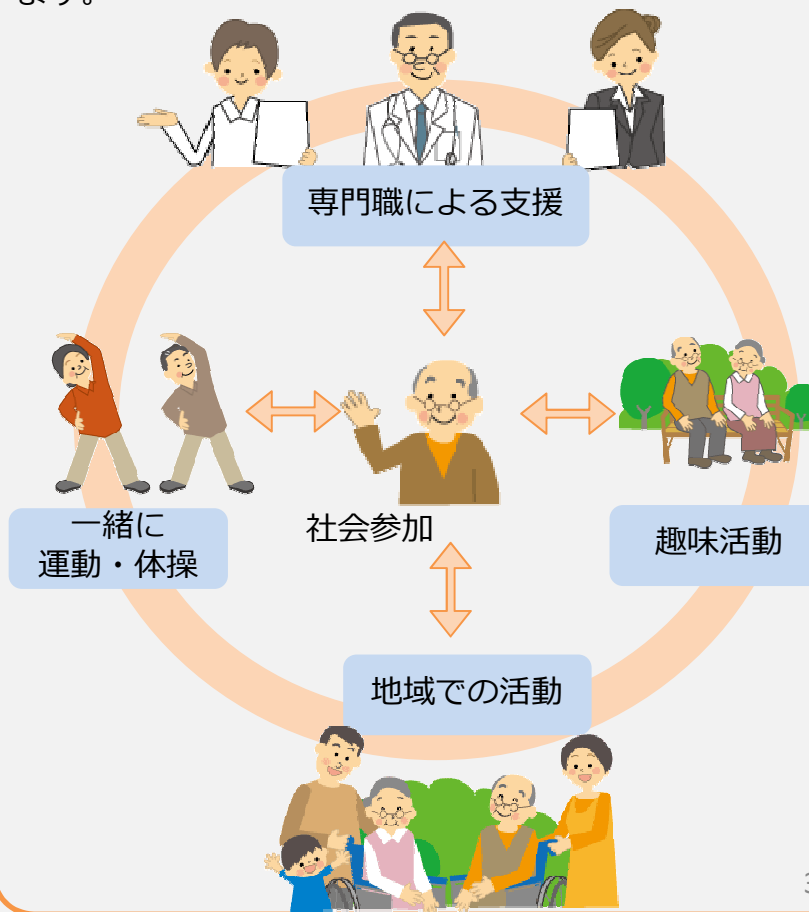 ます。
専門職による支援
一緒に
運動・体操
社会参加
趣味活動
地域での活動
3